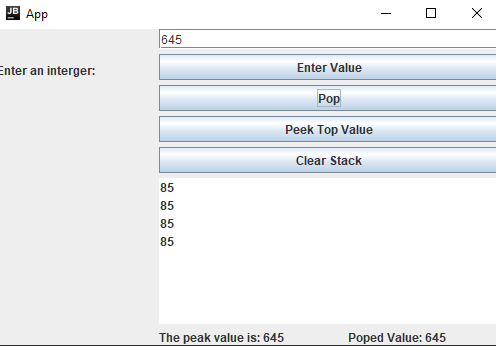 JB App
645
Enter an interger:
Enter Value
Pop
Peek Top Value
Clear Stack
85
85
85
85
The peak value is: 645 Poped Value: 645